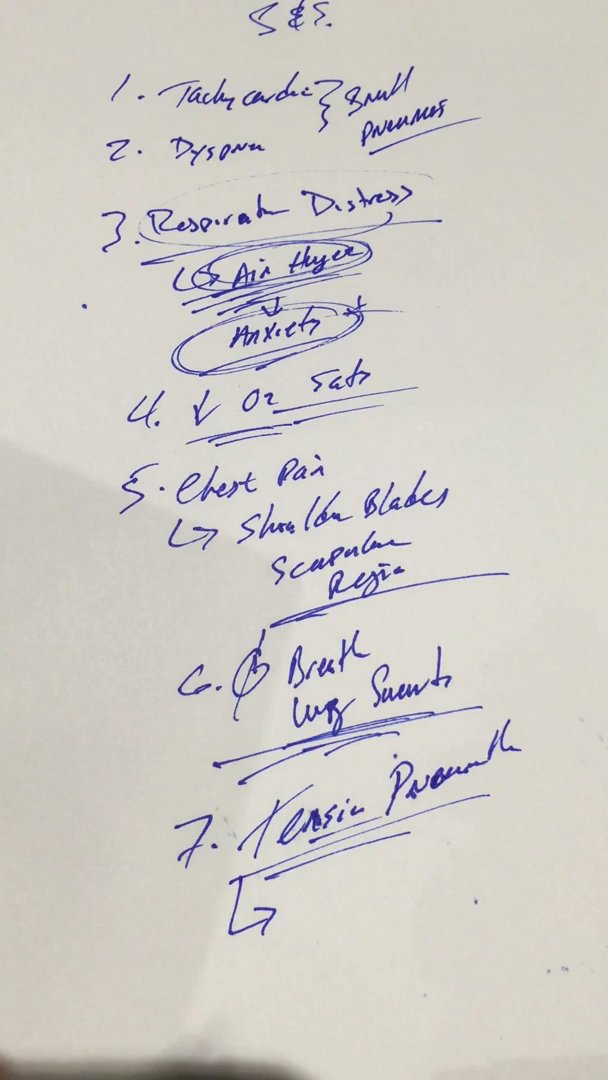 S & S.
1. Tachycardia } Small
Pneumos
2. Dyspnea
3. Respirat Distress
↳ Air Hunger
↓
Anxiety *
4. ↓ O2 Sats
5. Chest Pain
↳ Shoulder Blades
Scapular
Region
6. Breath
Lung Sounds
7. Tension Pneumoth
↳